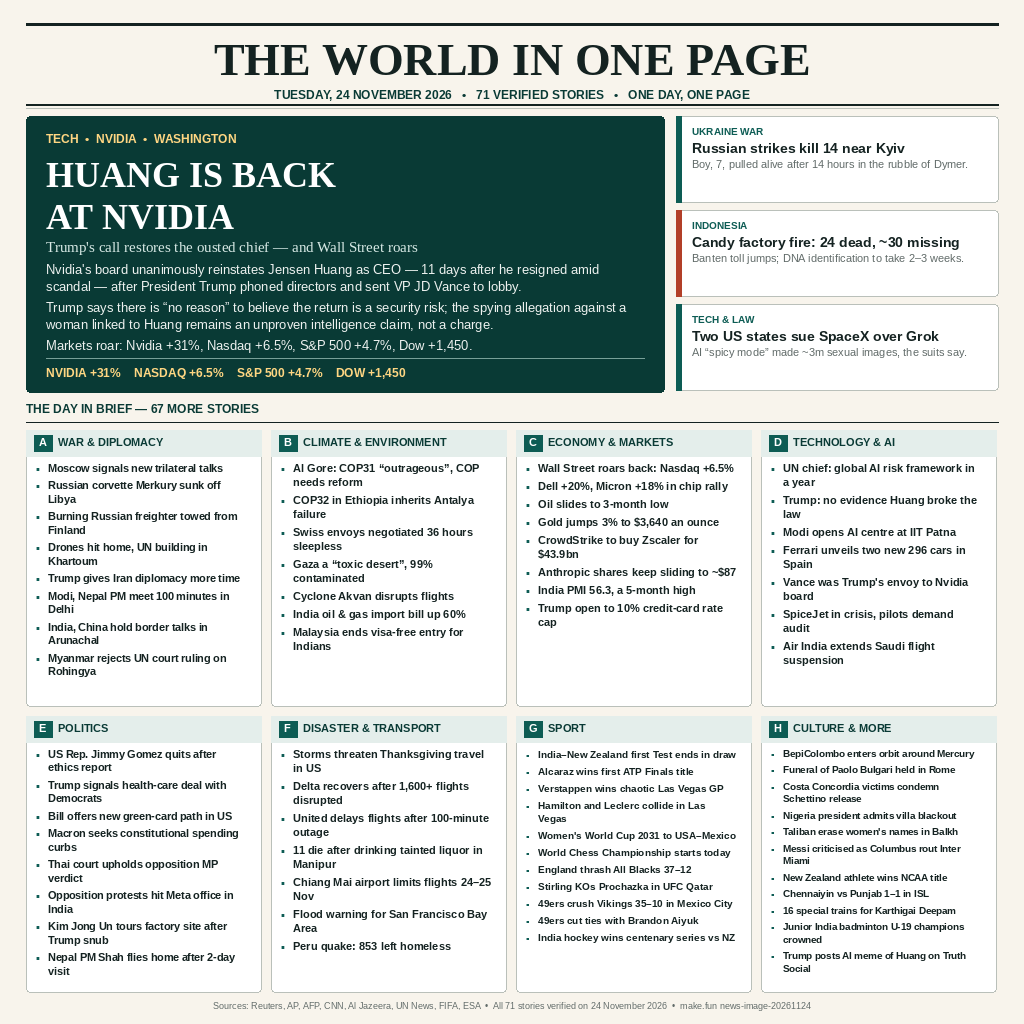 THE WORLD IN ONE PAGE
TUESDAY, 24 NOVEMBER 2026 • 71 VERIFIED STORIES • ONE DAY, ONE PAGE
TECH • NVIDIA • WASHINGTON
HUANG IS BACK
AT NVIDIA
Trump's call restores the ousted chief — and Wall Street roars
Nvidia's board unanimously reinstates Jensen Huang as CEO — 11 days after he resigned amid
scandal — after President Trump phoned directors and sent VP JD Vance to lobby.
Trump says there is “no reason” to believe the return is a security risk; the spying allegation against a
woman linked to Huang remains an unproven intelligence claim, not a charge.
Markets roar: Nvidia +31%, Nasdaq +6.5%, S&P 500 +4.7%, Dow +1,450.
NVIDIA +31% NASDAQ +6.5% S&P 500 +4.7% DOW +1,450
UKRAINE WAR
Russian strikes kill 14 near Kyiv
Boy, 7, pulled alive after 14 hours in the rubble of Dymer.
INDONESIA
Candy factory fire: 24 dead, ~30 missing
Banten toll jumps; DNA identification to take 2–3 weeks.
TECH & LAW
Two US states sue SpaceX over Grok
AI “spicy mode” made ~3m sexual images, the suits say.
THE DAY IN BRIEF — 67 MORE STORIES
A WAR & DIPLOMACY
▪ Moscow signals new trilateral talks
▪ Russian corvette Merkury sunk off
Libya
▪ Burning Russian freighter towed from
Finland
▪ Drones hit home, UN building in
Khartoum
▪ Trump gives Iran diplomacy more time
▪ Modi, Nepal PM meet 100 minutes in
Delhi
▪ India, China hold border talks in
Arunachal
▪ Myanmar rejects UN court ruling on
Rohingya
B CLIMATE & ENVIRONMENT
▪ Al Gore: COP31 “outrageous”, COP
needs reform
▪ COP32 in Ethiopia inherits Antalya
failure
▪ Swiss envoys negotiated 36 hours
sleepless
▪ Gaza a “toxic desert”, 99%
contaminated
▪ Cyclone Akvan disrupts flights
▪ India oil & gas import bill up 60%
▪ Malaysia ends visa-free entry for
Indians
C ECONOMY & MARKETS
▪ Wall Street roars back: Nasdaq +6.5%
▪ Dell +20%, Micron +18% in chip rally
▪ Oil slides to 3-month low
▪ Gold jumps 3% to $3,640 an ounce
▪ CrowdStrike to buy Zscaler for
$43.9bn
▪ Anthropic shares keep sliding to ~$87
▪ India PMI 56.3, a 5-month high
▪ Trump open to 10% credit-card rate
cap
D TECHNOLOGY & AI
▪ UN chief: global AI risk framework in
a year
▪ Trump: no evidence Huang broke the
law
▪ Modi opens AI centre at IIT Patna
▪ Ferrari unveils two new 296 cars in
Spain
▪ Vance was Trump's envoy to Nvidia
board
▪ SpiceJet in crisis, pilots demand
audit
▪ Air India extends Saudi flight
suspension
E POLITICS
▪ US Rep. Jimmy Gomez quits after
ethics report
▪ Trump signals health-care deal with
Democrats
▪ Bill offers new green-card path in US
▪ Macron seeks constitutional spending
curbs
▪ Thai court upholds opposition MP
verdict
▪ Opposition protests hit Meta office in
India
▪ Kim Jong Un tours factory site after
Trump snub
▪ Nepal PM Shah flies home after 2-day
visit
F DISASTER & TRANSPORT
▪ Storms threaten Thanksgiving travel
in US
▪ Delta recovers after 1,600+ flights
disrupted
▪ United delays flights after 100-minute
outage
▪ 11 die after drinking tainted liquor in
Manipur
▪ Chiang Mai airport limits flights 24–25
Nov
▪ Flood warning for San Francisco Bay
Area
▪ Peru quake: 853 left homeless
G SPORT
▪ India–New Zealand first Test ends in draw
▪ Alcaraz wins first ATP Finals title
▪ Verstappen wins chaotic Las Vegas GP
▪ Hamilton and Leclerc collide in Las
Vegas
▪ Women's World Cup 2031 to USA–Mexico
▪ World Chess Championship starts today
▪ England thrash All Blacks 37–12
▪ Stirling KOs Prochazka in UFC Qatar
▪ 49ers crush Vikings 35–10 in Mexico City
▪ 49ers cut ties with Brandon Aiyuk
▪ India hockey wins centenary series vs NZ
H CULTURE & MORE
▪ BepiColombo enters orbit around Mercury
▪ Funeral of Paolo Bulgari held in Rome
▪ Costa Concordia victims condemn
Schettino release
▪ Nigeria president admits villa blackout
▪ Taliban erase women's names in Balkh
▪ Messi criticised as Columbus rout Inter
Miami
▪ New Zealand athlete wins NCAA title
▪ Chennaiyin vs Punjab 1–1 in ISL
▪ 16 special trains for Karthigai Deepam
▪ Junior India badminton U-19 champions
crowned
▪ Trump posts AI meme of Huang on Truth
Social
Sources: Reuters, AP, AFP, CNN, Al Jazeera, UN News, FIFA, ESA • All 71 stories verified on 24 November 2026 • make.fun news-image-20261124